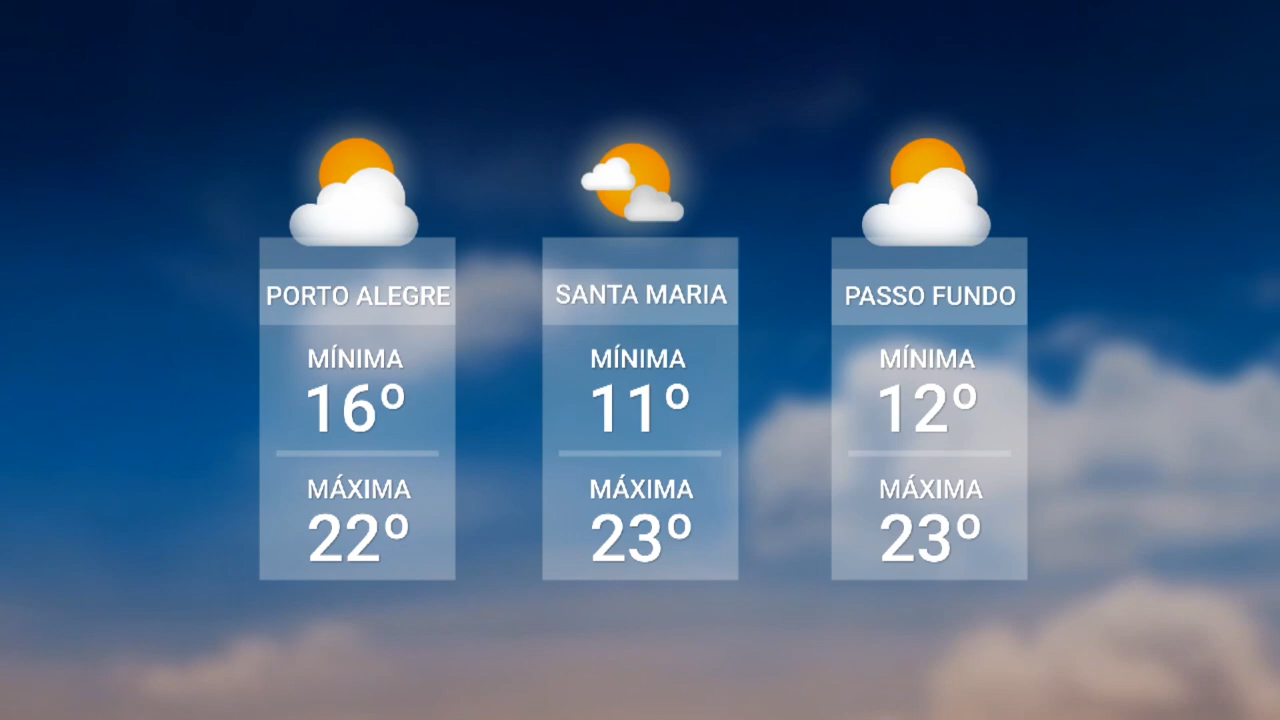 PORTO ALEGRE
MÍNIMA
16º
MÁXIMA
22º
SANTA MARIA
MÍNIMA
11º
MÁXIMA
23º
PASSO FUNDO
MÍNIMA
12º
MÁXIMA
23º